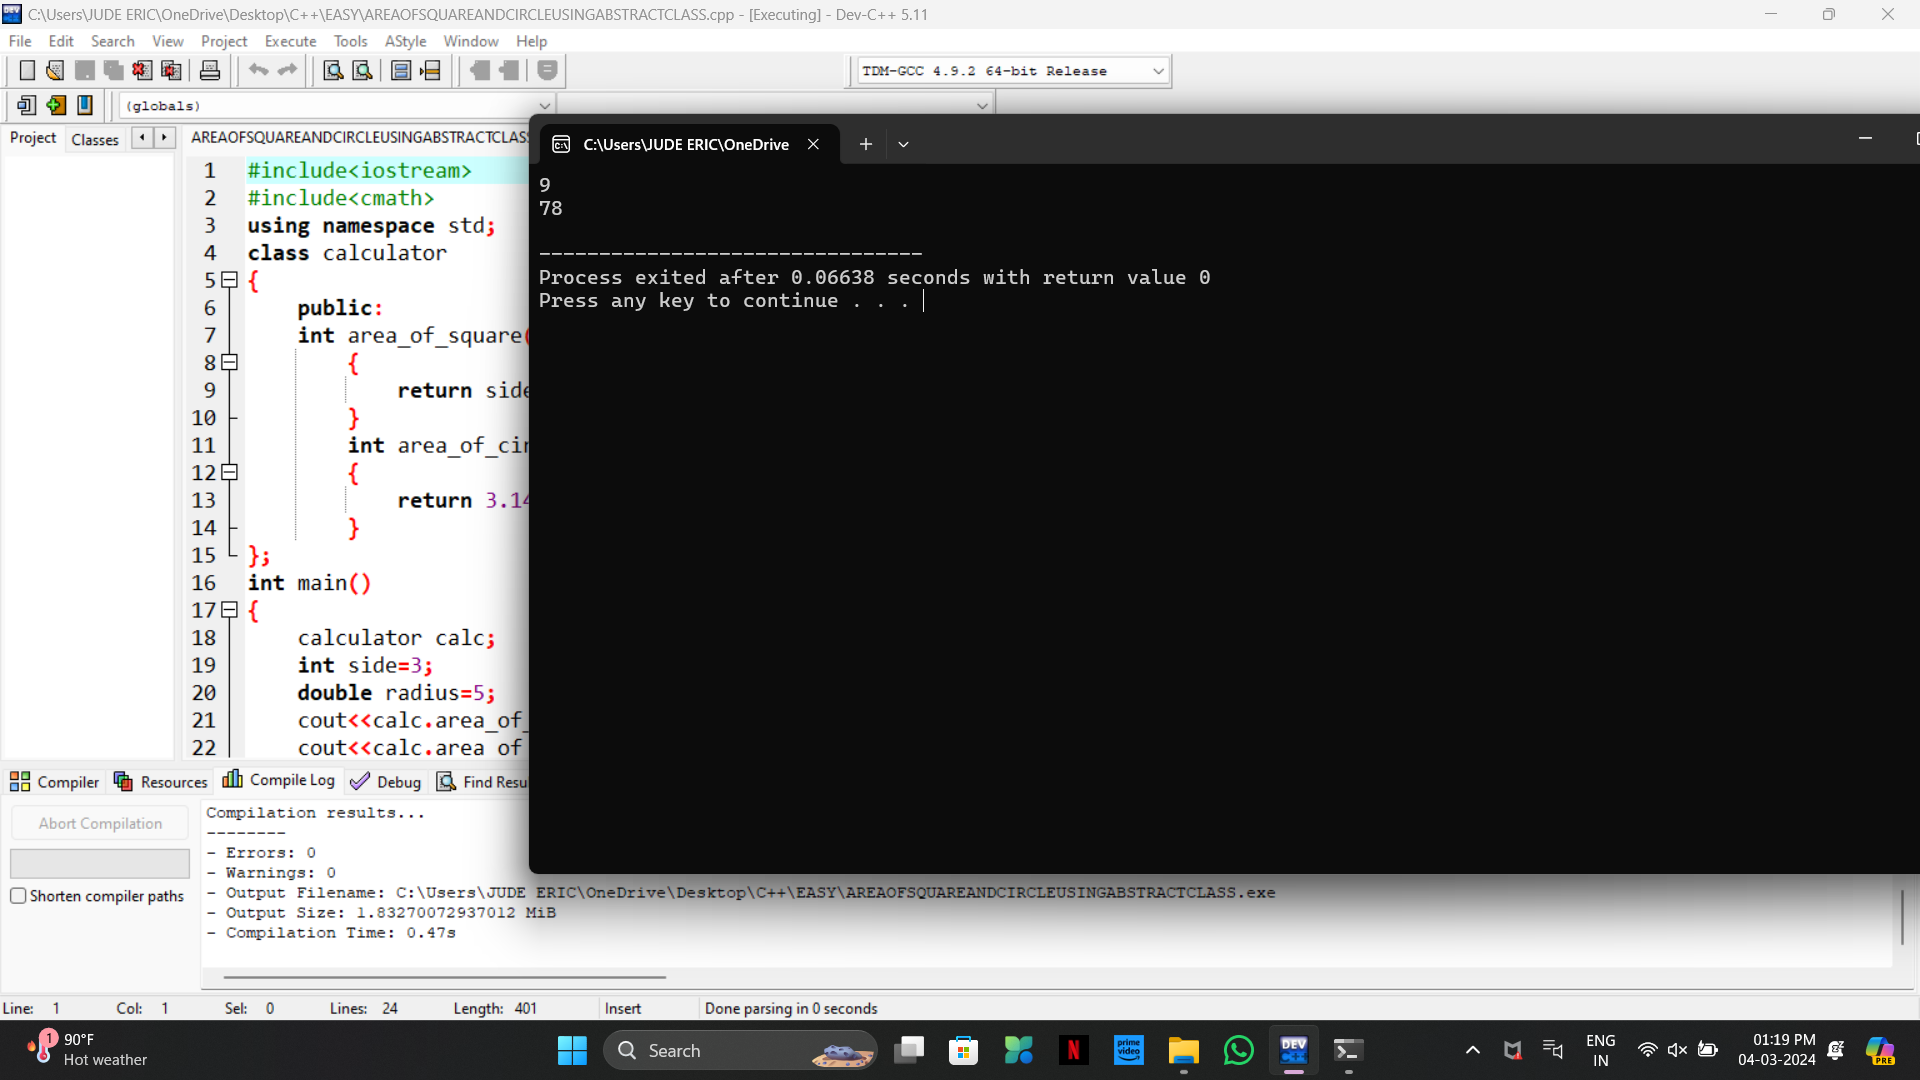 C:\Users\JUDE ERIC\OneDrive\Desktop\C++\EASY\AREAOFSQUAREANDCIRCLEUSINGABSTRACTCLASS.cpp - [Executing] - Dev-C++ 5.11
File Edit Search View Project Execute Tools AStyle Window Help
TDM-GCC 4.9.2 64-bit Release
(globals)
Project Classes
AREAOFSQUAREANDCIRCLEUSINGABSTRACTCLASS
C:\Users\JUDE ERIC\OneDrive
1 #include<iostream>
2 #include<cmath>
3 using namespace std;
4 class calculator
5 {
6 public:
7 int area_of_square(
8 {
9 return side
10 }
11 int area_of_cir
12 {
13 return 3.14
14 }
15 };
16 int main()
17 {
18 calculator calc;
19 int side=3;
20 double radius=5;
21 cout<<calc.area_of_
22 cout<<calc.area of
9
78
--------------------------------
Process exited after 0.06638 seconds with return value 0
Press any key to continue . . .
Compiler Resources Compile Log Debug Find Resu
Abort Compilation
Shorten compiler paths
Compilation results...
--------
- Errors: 0
- Warnings: 0
- Output Filename: C:\Users\JUDE ERIC\OneDrive\Desktop\C++\EASY\AREAOFSQUAREANDCIRCLEUSINGABSTRACTCLASS.exe
- Output Size: 1.83270072937012 MiB
- Compilation Time: 0.47s
Line: 1 Col: 1 Sel: 0 Lines: 24 Length: 401 Insert Done parsing in 0 seconds
1
90°F
Hot weather
Search
prime video
N
DEV C++
ENG
IN
01:19 PM
04-03-2024
PRE